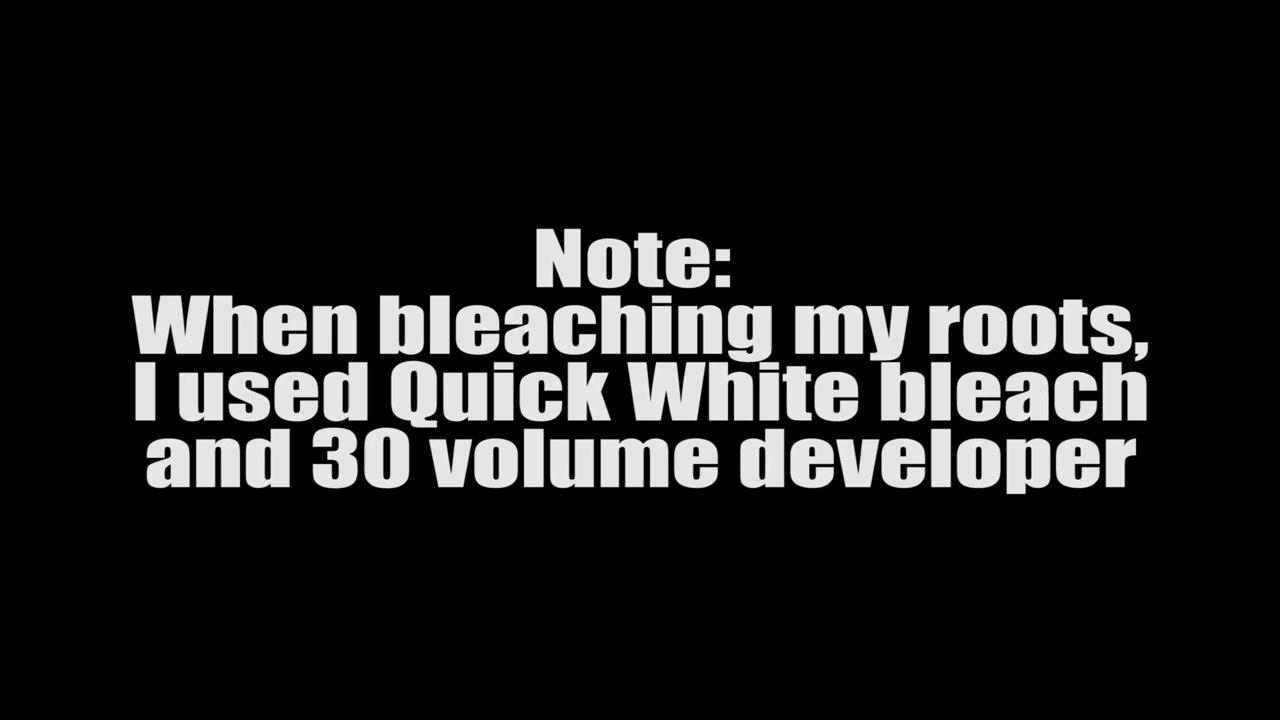 Note:
When bleaching my roots,
I used Quick White bleach
and 30 volume developer